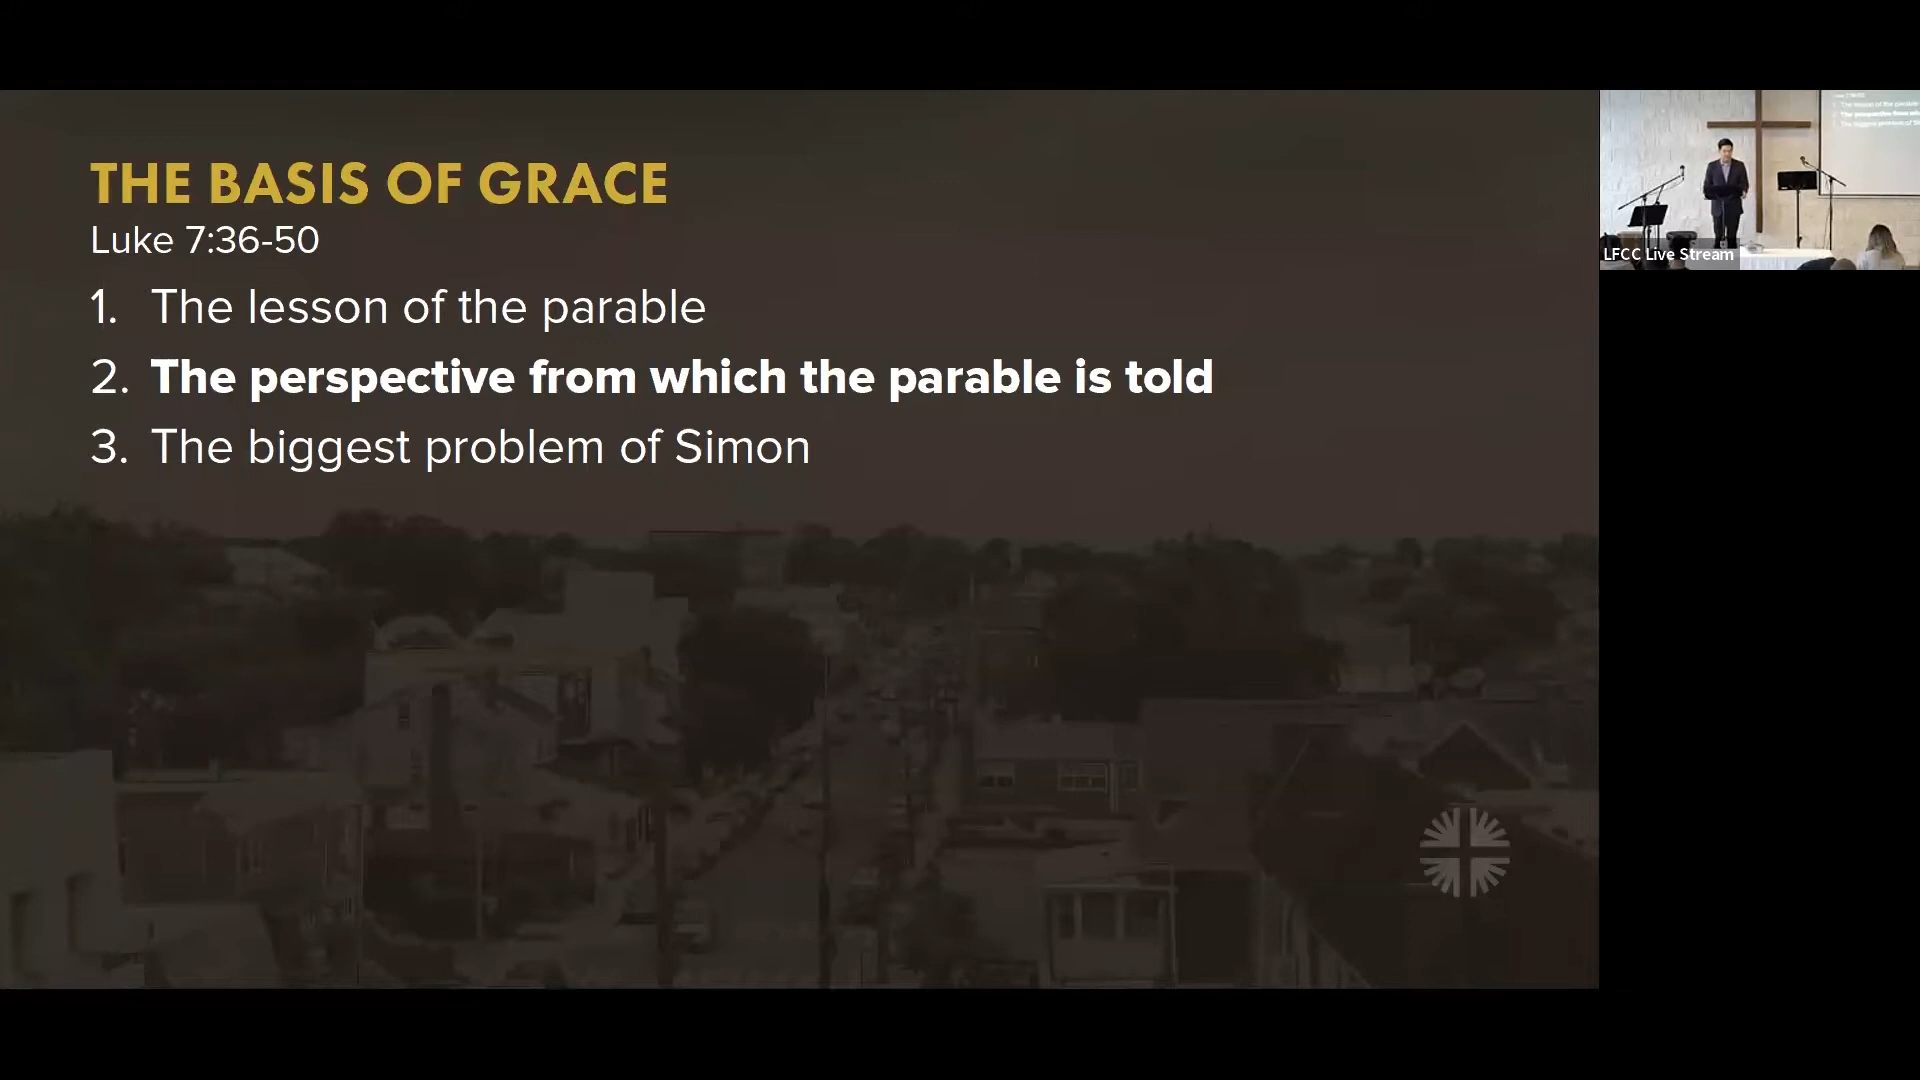 THE BASIS OF GRACE
Luke 7:36-50
1. The lesson of the parable
2. The perspective from which the parable is told
3. The biggest problem of Simon
LFCC Live Stream